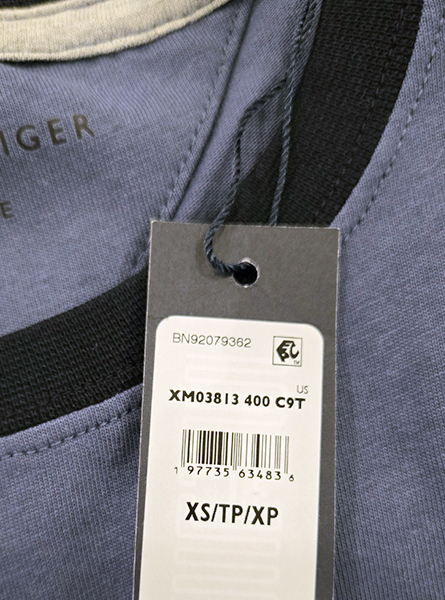 IGER
E
BN92079362
US
XM03813 400 C9T
1 97735 63483 6
XS/TP/XP